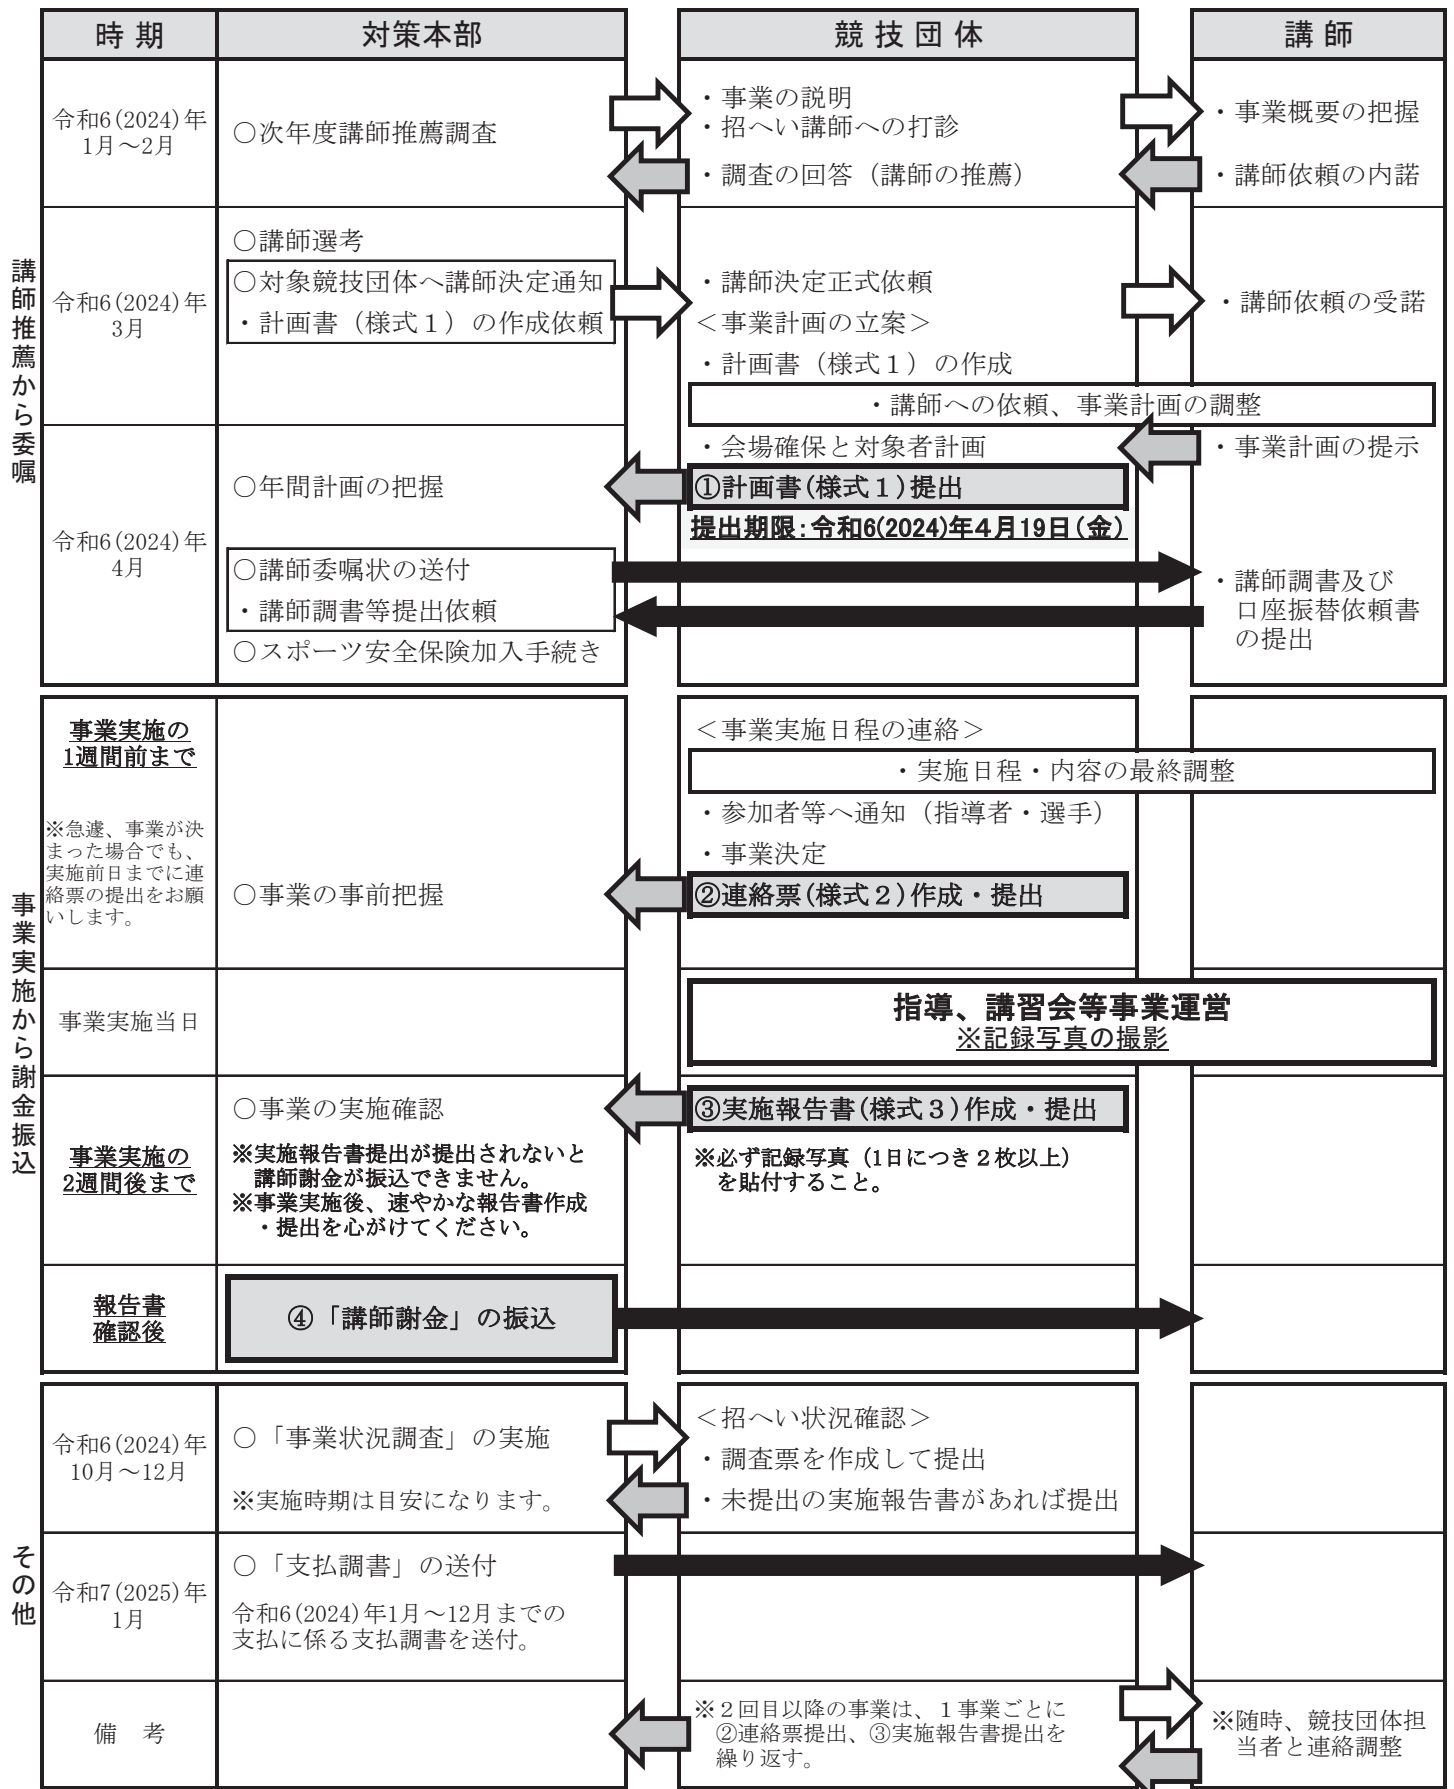 時 期
対策本部
競 技 団 体
講 師
講師推薦から委嘱
令和6(2024)年
1月～2月
○次年度講師推薦調査
・事業の説明
・招へい講師への打診
・調査の回答（講師の推薦）
・事業概要の把握
・講師依頼の内諾
令和6(2024)年
3月
○講師選考
○対象競技団体へ講師決定通知
・計画書（様式１）の作成依頼
・講師決定正式依頼
＜事業計画の立案＞
・計画書（様式１）の作成
・講師依頼の受諾
・講師への依頼、事業計画の調整
令和6(2024)年
4月
○年間計画の把握
○講師委嘱状の送付
・講師調書等提出依頼
○スポーツ安全保険加入手続き
・会場確保と対象者計画
①計画書(様式１)提出
提出期限：令和6(2024)年４月19日（金）
・事業計画の提示
・講師調書及び
口座振替依頼書
の提出
事業実施から謝金振込
事業実施の
1週間前まで
※急遽、事業が決
まった場合でも、
実施前日までに連
絡票の提出をお願
いします。
○事業の事前把握
＜事業実施日程の連絡＞
・実施日程・内容の最終調整
・参加者等へ通知（指導者・選手）
・事業決定
②連絡票(様式２)作成・提出
事業実施当日
指導、講習会等事業運営
※記録写真の撮影
事業実施の
2週間後まで
○事業の実施確認
※実施報告書提出が提出されないと
講師謝金が振込できません。
※事業実施後、速やかな報告書作成
・提出を心がけてください。
③実施報告書(様式３)作成・提出
※必ず記録写真（1日につき２枚以上）
を貼付すること。
報告書
確認後
④「講師謝金」の振込
その他
令和6(2024)年
10月～12月
○「事業状況調査」の実施
※実施時期は目安になります。
＜招へい状況確認＞
・調査票を作成して提出
・未提出の実施報告書があれば提出
令和7(2025)年
1月
○「支払調書」の送付
令和6(2024)年1月～12月までの
支払に係る支払調書を送付。
備 考
※２回目以降の事業は、１事業ごとに
②連絡票提出、③実施報告書提出を
繰り返す。
※随時、競技団体担
当者と連絡調整